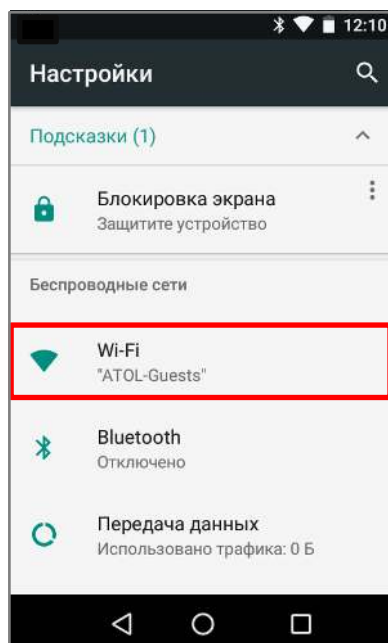 12:10
Настройки
Подсказки (1)
Блокировка экрана
Защитите устройство
Беспроводные сети
Wi-Fi
"ATOL-Guests"
Bluetooth
Отключено
Передача данных
Использовано трафика: 0 Б